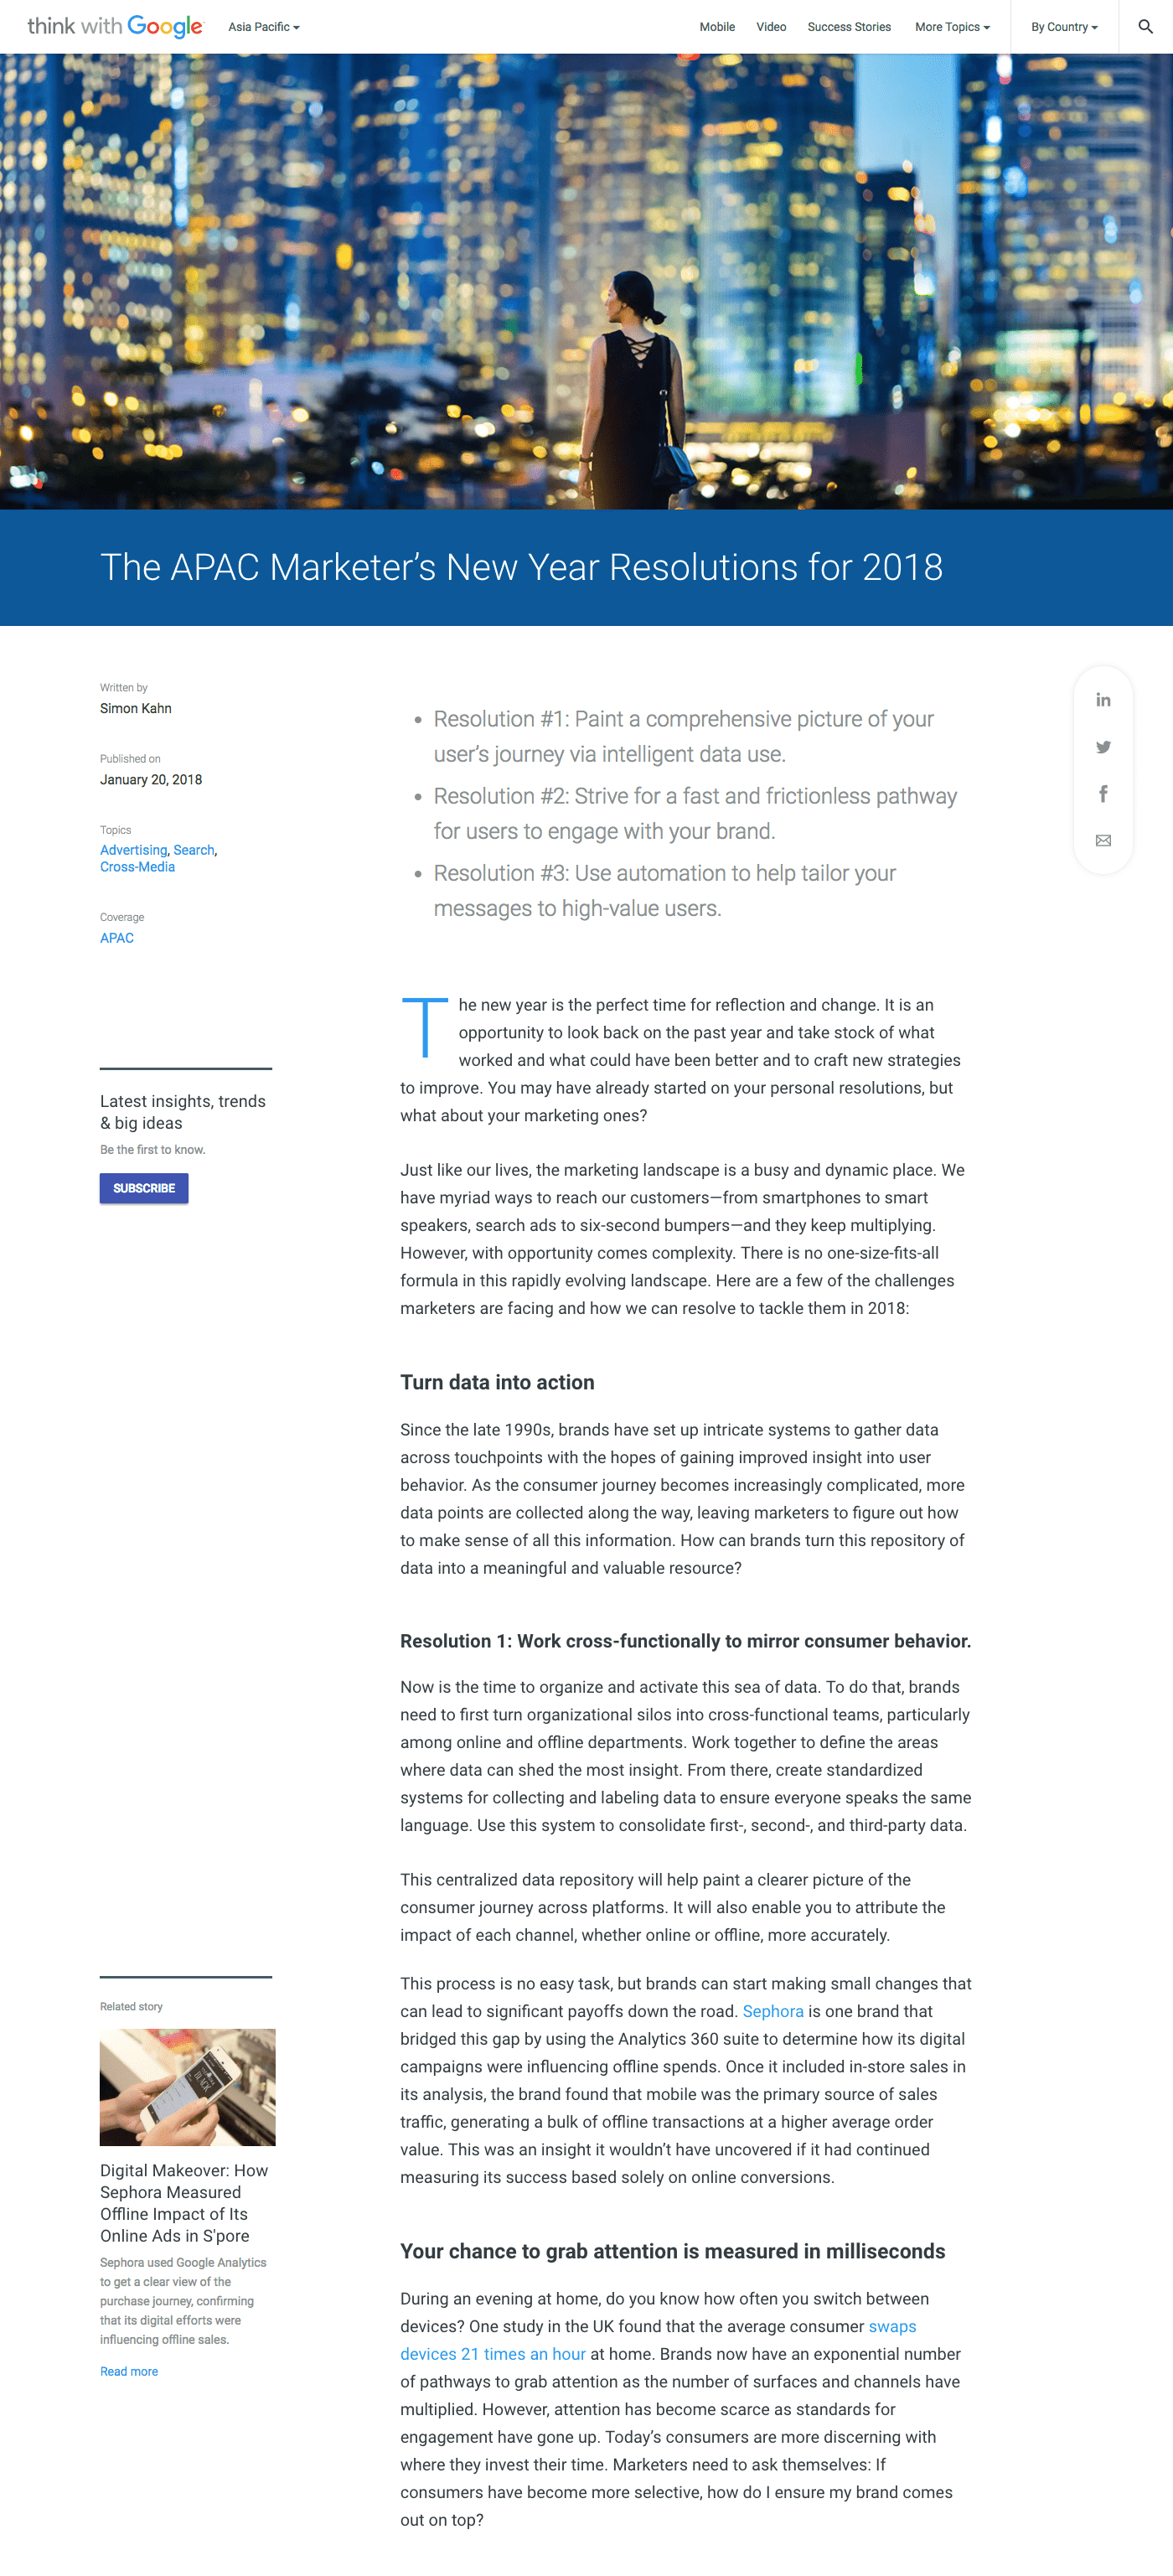 think with Google
Asia Pacific
Mobile
Video
Success Stories
More Topics
By Country
The APAC Marketer’s New Year Resolutions for 2018
Written by
Simon Kahn
Published on
January 20, 2018
Topics
Advertising, Search,
Cross-Media
Coverage
APAC
Latest insights, trends
& big ideas
Be the first to know.
SUBSCRIBE
• Resolution #1: Paint a comprehensive picture of your
user’s journey via intelligent data use.
• Resolution #2: Strive for a fast and frictionless pathway
for users to engage with your brand.
• Resolution #3: Use automation to help tailor your
messages to high-value users.
The new year is the perfect time for reflection and change. It is an
opportunity to look back on the past year and take stock of what
worked and what could have been better and to craft new strategies
to improve. You may have already started on your personal resolutions, but
what about your marketing ones?
Just like our lives, the marketing landscape is a busy and dynamic place. We
have myriad ways to reach our customers—from smartphones to smart
speakers, search ads to six-second bumpers—and they keep multiplying.
However, with opportunity comes complexity. There is no one-size-fits-all
formula in this rapidly evolving landscape. Here are a few of the challenges
marketers are facing and how we can resolve to tackle them in 2018:
Turn data into action
Since the late 1990s, brands have set up intricate systems to gather data
across touchpoints with the hopes of gaining improved insight into user
behavior. As the consumer journey becomes increasingly complicated, more
data points are collected along the way, leaving marketers to figure out how
to make sense of all this information. How can brands turn this repository of
data into a meaningful and valuable resource?
Resolution 1: Work cross-functionally to mirror consumer behavior.
Now is the time to organize and activate this sea of data. To do that, brands
need to first turn organizational silos into cross-functional teams, particularly
among online and offline departments. Work together to define the areas
where data can shed the most insight. From there, create standardized
systems for collecting and labeling data to ensure everyone speaks the same
language. Use this system to consolidate first-, second-, and third-party data.
This centralized data repository will help paint a clearer picture of the
consumer journey across platforms. It will also enable you to attribute the
impact of each channel, whether online or offline, more accurately.
This process is no easy task, but brands can start making small changes that
can lead to significant payoffs down the road. Sephora is one brand that
bridged this gap by using the Analytics 360 suite to determine how its digital
campaigns were influencing offline spends. Once it included in-store sales in
its analysis, the brand found that mobile was the primary source of sales
traffic, generating a bulk of offline transactions at a higher average order
value. This was an insight it wouldn’t have uncovered if it had continued
measuring its success based solely on online conversions.
Related story
Digital Makeover: How
Sephora Measured
Offline Impact of Its
Online Ads in S'pore
Sephora used Google Analytics
to get a clear view of the
purchase journey, confirming
that its digital efforts were
influencing offline sales.
Read more
Your chance to grab attention is measured in milliseconds
During an evening at home, do you know how often you switch between
devices? One study in the UK found that the average consumer swaps
devices 21 times an hour at home. Brands now have an exponential number
of pathways to grab attention as the number of surfaces and channels have
multiplied. However, attention has become scarce as standards for
engagement have gone up. Today’s consumers are more discerning with
where they invest their time. Marketers need to ask themselves: If
consumers have become more selective, how do I ensure my brand comes
out on top?